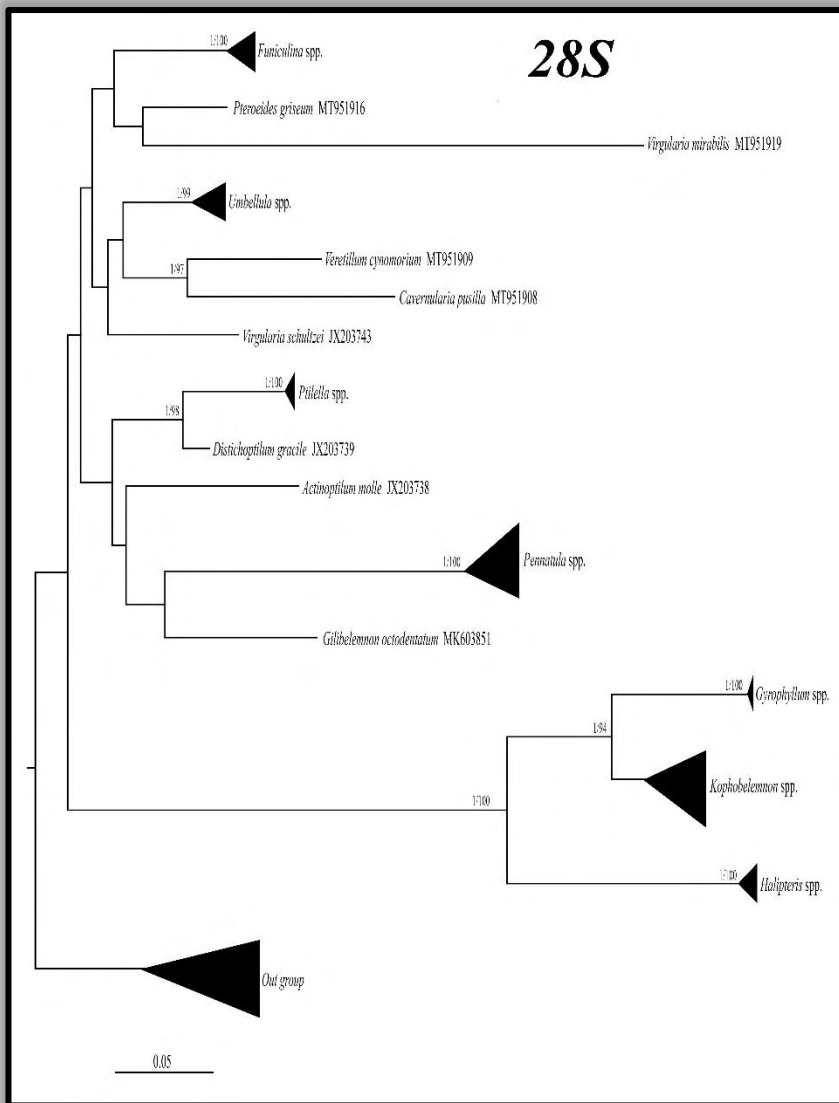 28S
1/100
Funiculina spp.
Pteroeides griseum MT951916
Virgularia mirabilis MT951919
1/99
Umbellula spp.
Veretillum cynomorium MT951909
1/97
Cavernularia pusilla MT951908
Virgularia schultzei JX203743
1/100
Ptilella spp.
1/98
Distichoptilum gracile JX203739
Actinoptilum molle JX203738
1/100
Pennatula spp.
Gilibelemnon octodentatum MK603851
1/100
Gyrophyllum spp.
1/94
Kophobelemnon spp.
1/100
1/100
Halipteris spp.
Out group
0.05